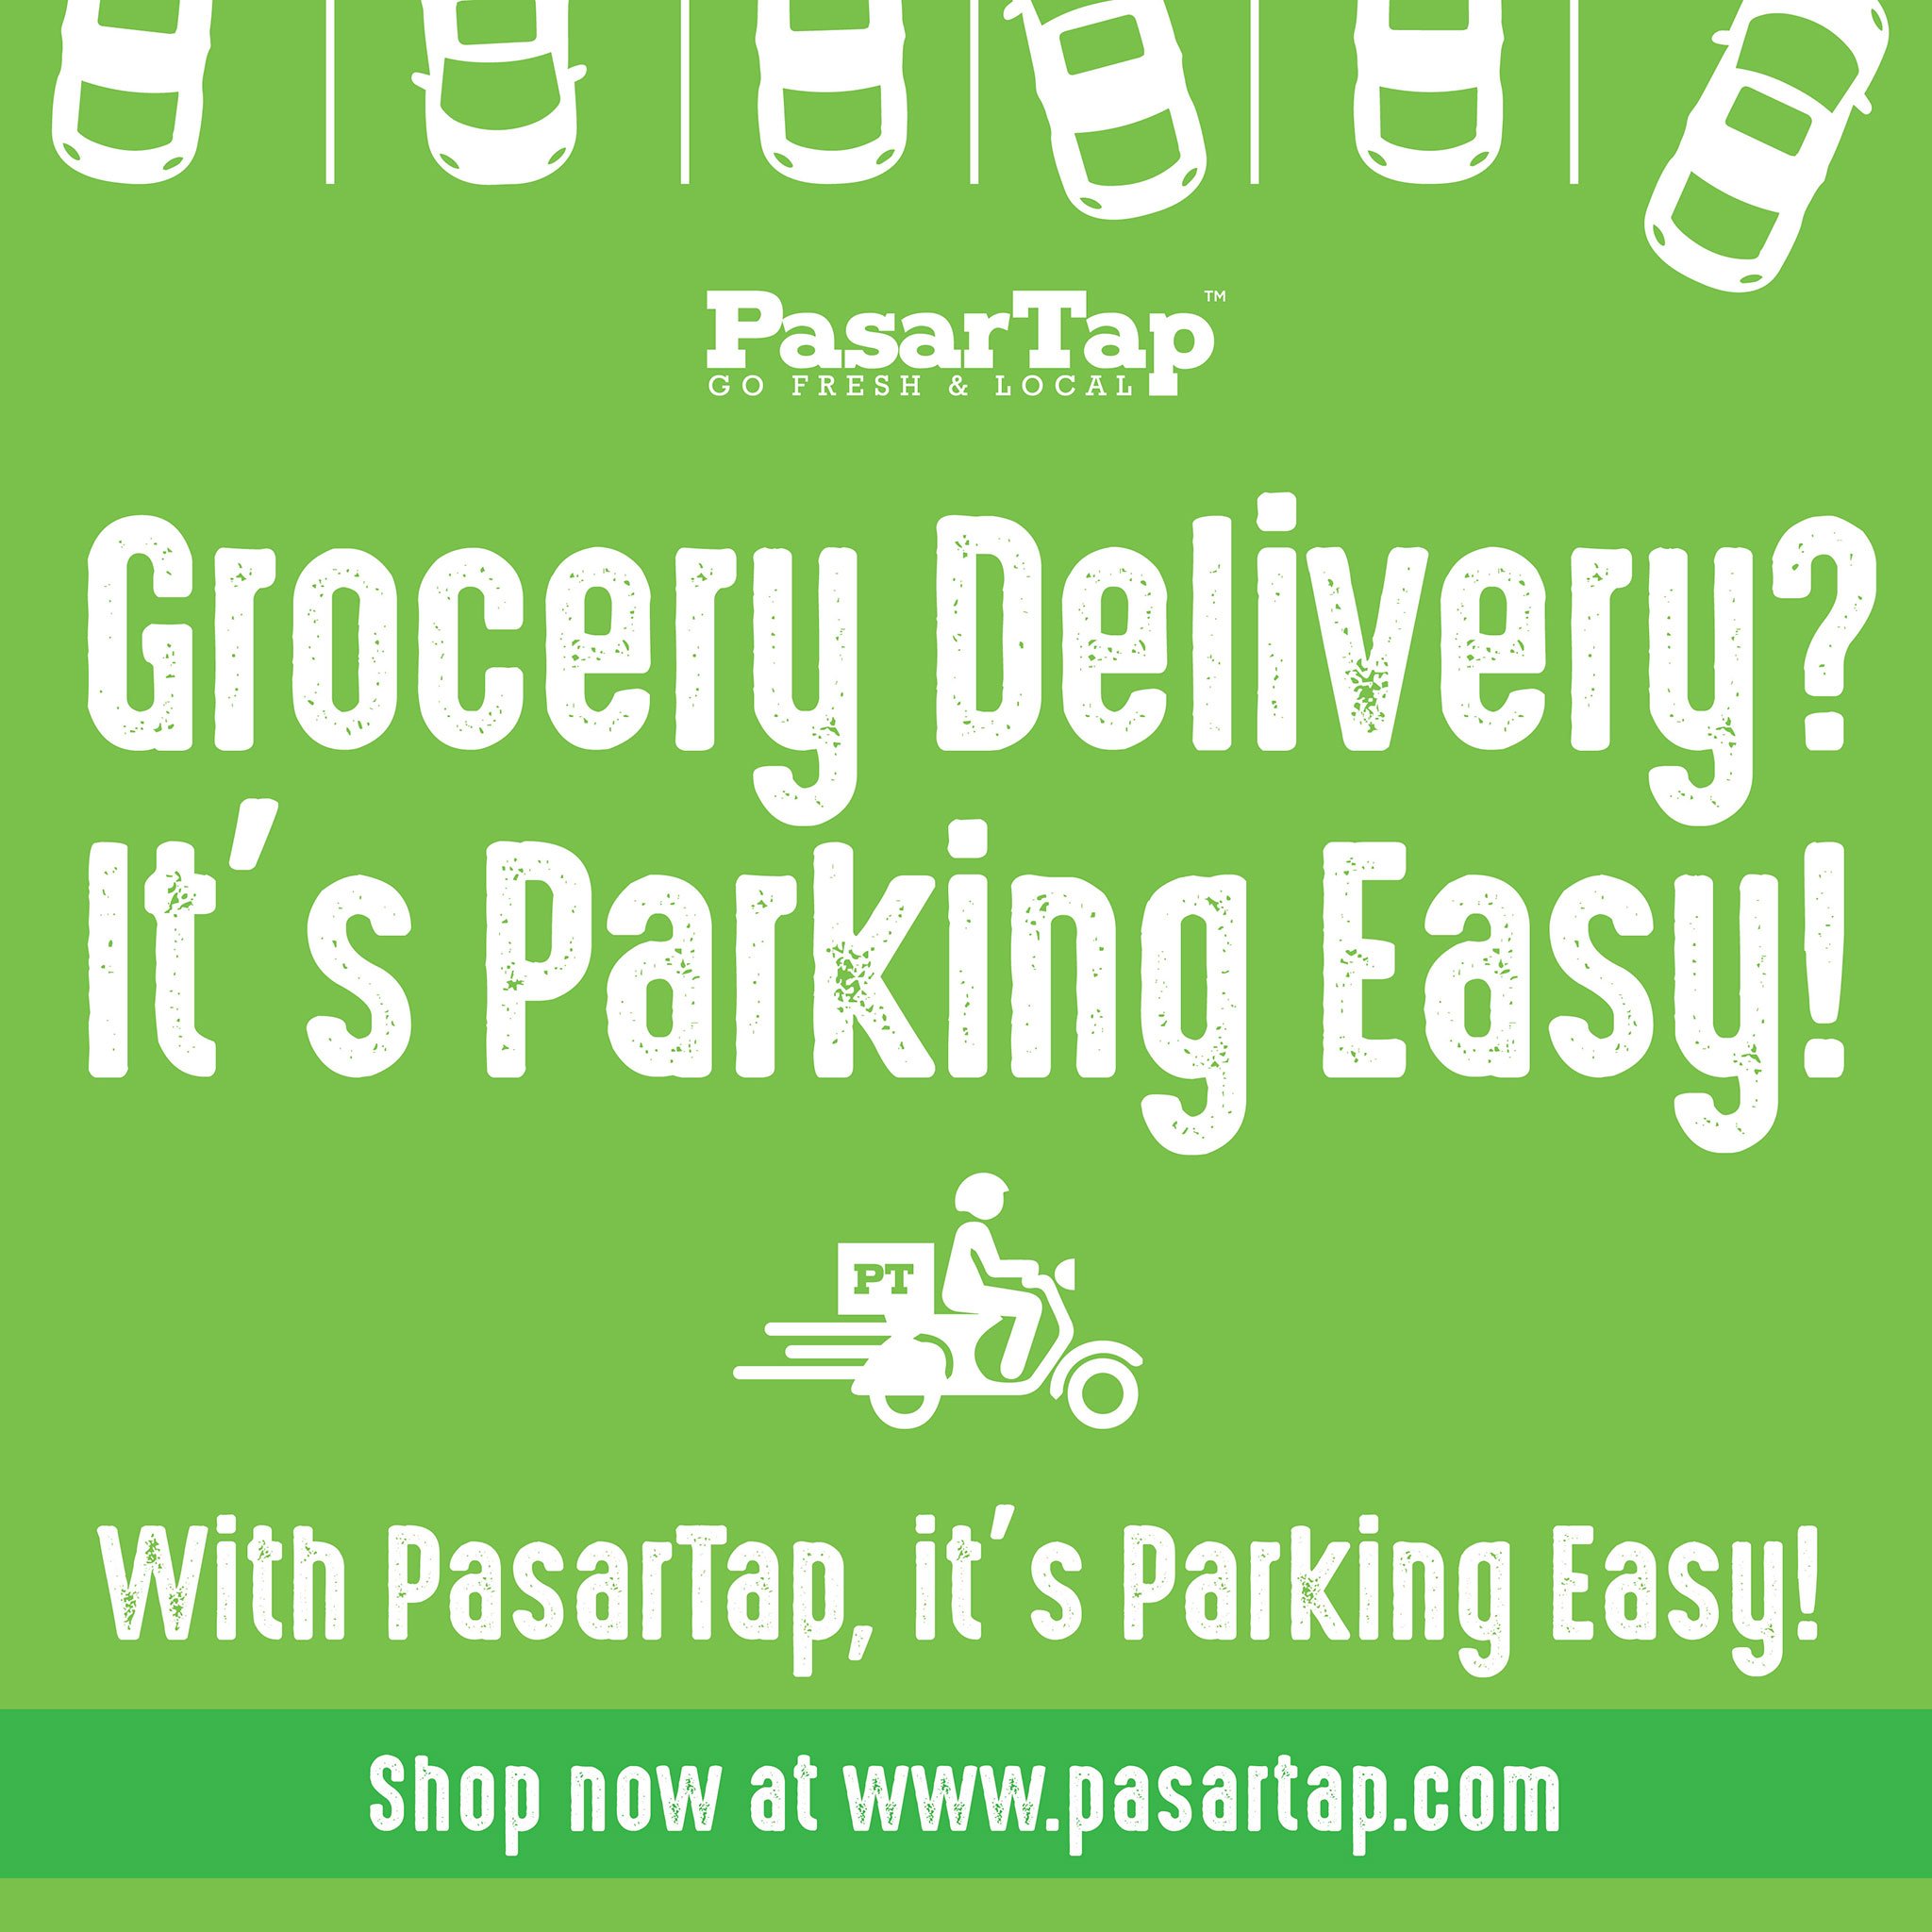 PasarTap™
GO FRESH & LOCAL
Grocery Delivery?
It's Parking Easy!
PT
With PasarTap, it's Parking Easy!
Shop now at www.pasartap.com